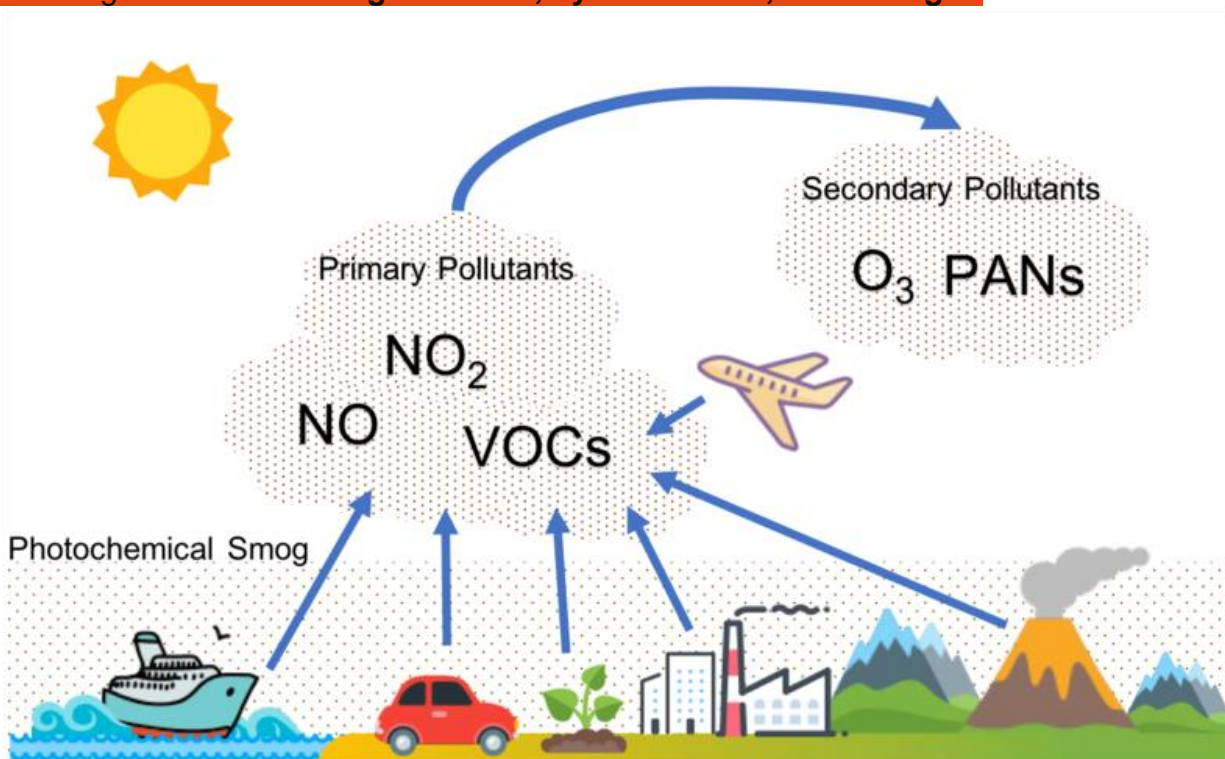 Secondary Pollutants
O₃ PANs
Primary Pollutants
NO₂
NO
VOCs
Photochemical Smog